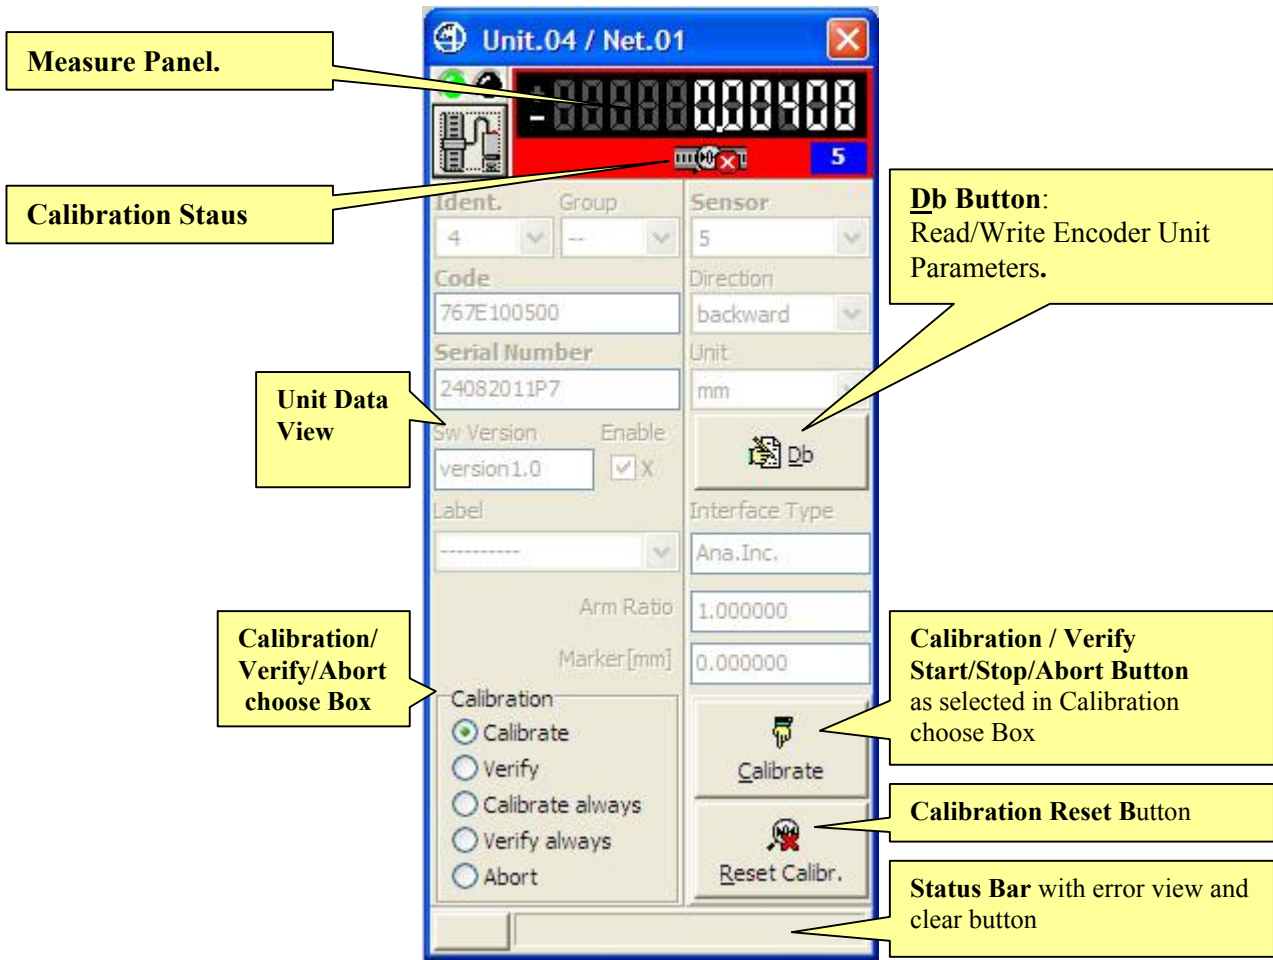 Unit.04 / Net.01
Measure Panel.
5
Calibration Staus
Ident. Group Sensor
4 -- 5
Db Button:
Read/Write Encoder Unit
Parameters.
Code Direction
767E100500 backward
Serial Number Unit
24082011P7 mm
Unit Data
View
Sw Version Enable
version1.0 X
Db
Label Interface Type
---------- Ana.Inc.
Arm Ratio 1.000000
Marker[mm] 0.000000
Calibration/
Verify/Abort
choose Box
Calibration / Verify
Start/Stop/Abort Button
as selected in Calibration
choose Box
Calibration
Calibrate
Verify
Calibrate always
Verify always
Abort
Calibrate
Reset Calibr.
Calibration Reset Button
Status Bar with error view and
clear button